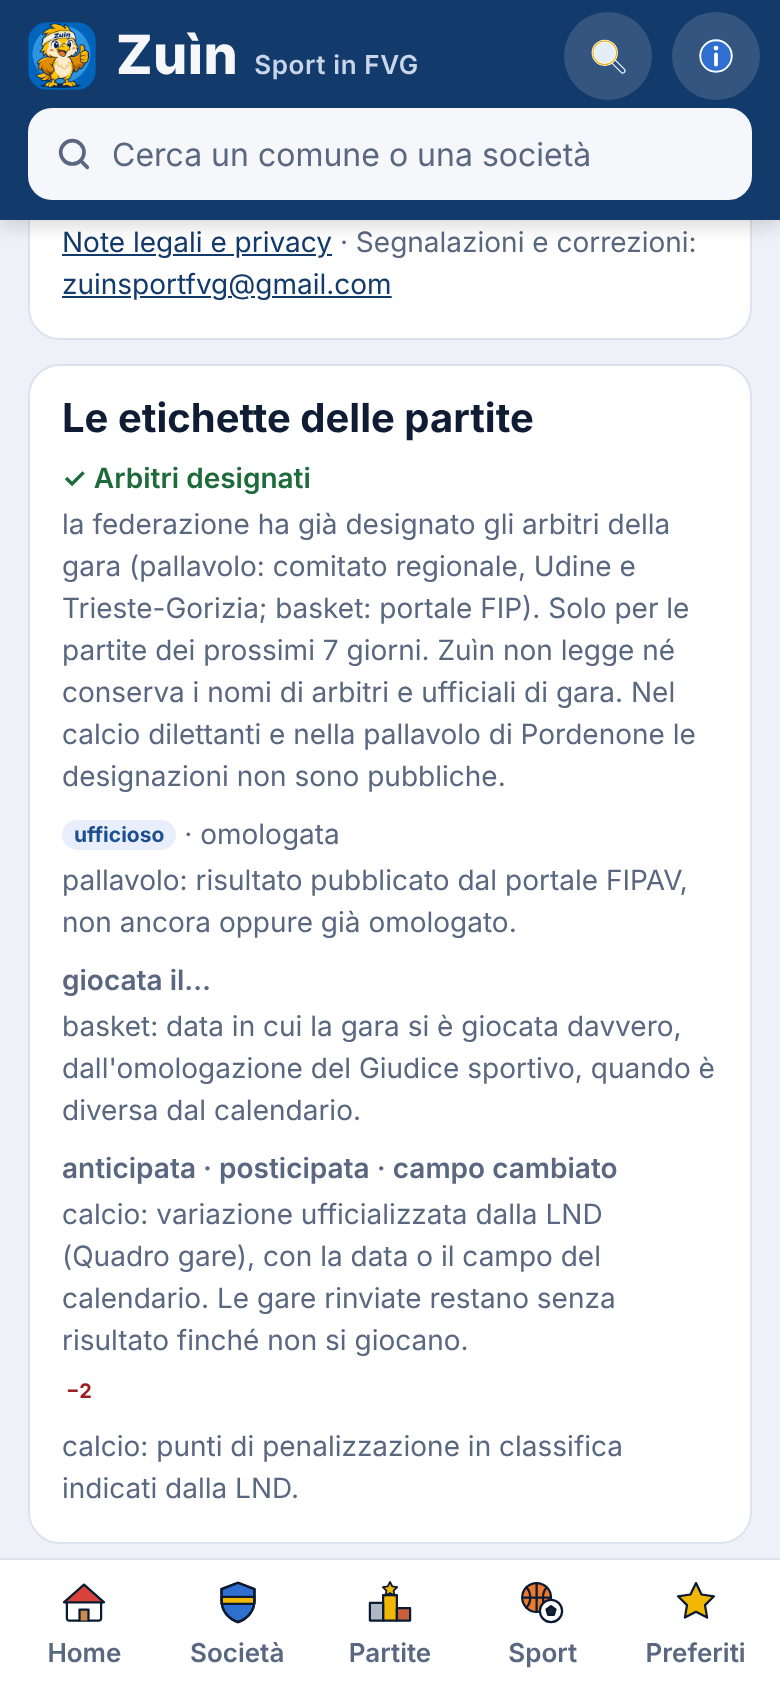 Zuìn
Zuìn Sport in FVG
Cerca un comune o una società
Note legali e privacy · Segnalazioni e correzioni:
zuinsportfvg@gmail.com
Le etichette delle partite
✓ Arbitri designati
la federazione ha già designato gli arbitri della
gara (pallavolo: comitato regionale, Udine e
Trieste-Gorizia; basket: portale FIP). Solo per le
partite dei prossimi 7 giorni. Zuìn non legge né
conserva i nomi di arbitri e ufficiali di gara. Nel
calcio dilettanti e nella pallavolo di Pordenone le
designazioni non sono pubbliche.
ufficioso · omologata
pallavolo: risultato pubblicato dal portale FIPAV,
non ancora oppure già omologato.
giocata il…
basket: data in cui la gara si è giocata davvero,
dall'omologazione del Giudice sportivo, quando è
diversa dal calendario.
anticipata · posticipata · campo cambiato
calcio: variazione ufficializzata dalla LND
(Quadro gare), con la data o il campo del
calendario. Le gare rinviate restano senza
risultato finché non si giocano.
−2
calcio: punti di penalizzazione in classifica
indicati dalla LND.
Home Società Partite Sport Preferiti